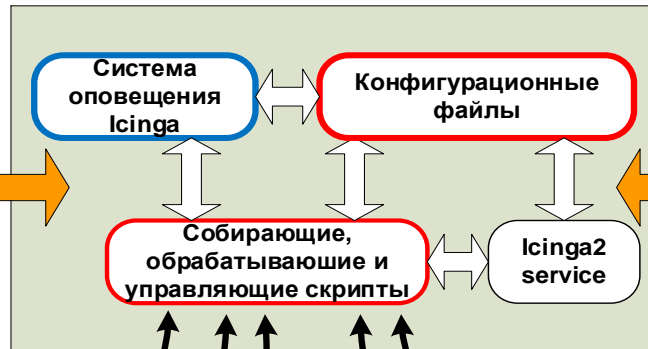 Система
оповещения
Icinga
Конфигурационные
файлы
Собирающие,
обрабатываюшие и
управляющие скрипты
Icinga2
service